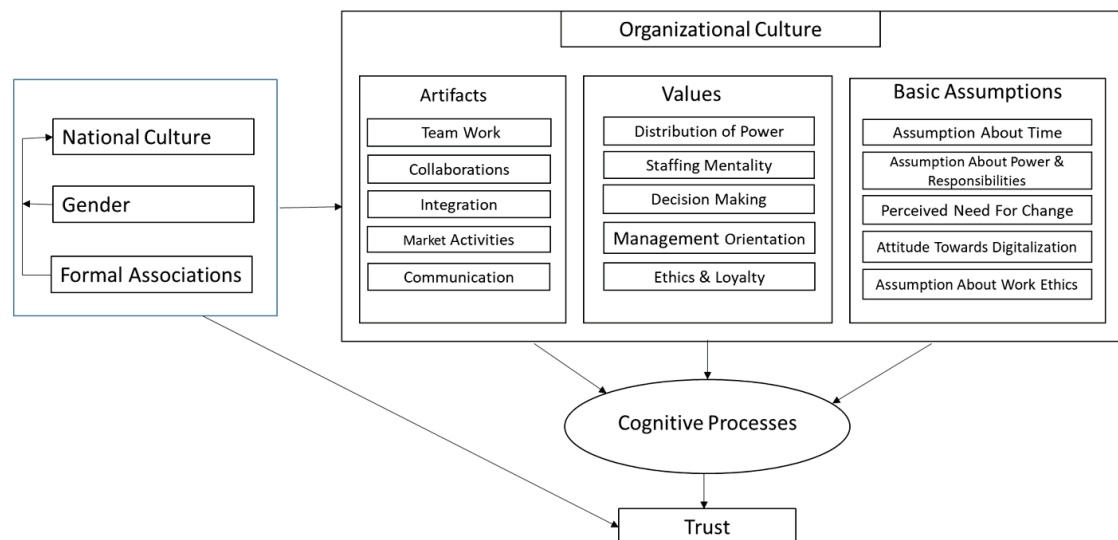 Organizational Culture
National Culture
Gender
Formal Associations
Artifacts
Team Work
Collaborations
Integration
Market Activities
Communication
Values
Distribution of Power
Staffing Mentality
Decision Making
Management Orientation
Ethics & Loyalty
Basic Assumptions
Assumption About Time
Assumption About Power &
Responsibilities
Perceived Need For Change
Attitude Towards Digitalization
Assumption About Work Ethics
Cognitive Processes
Trust